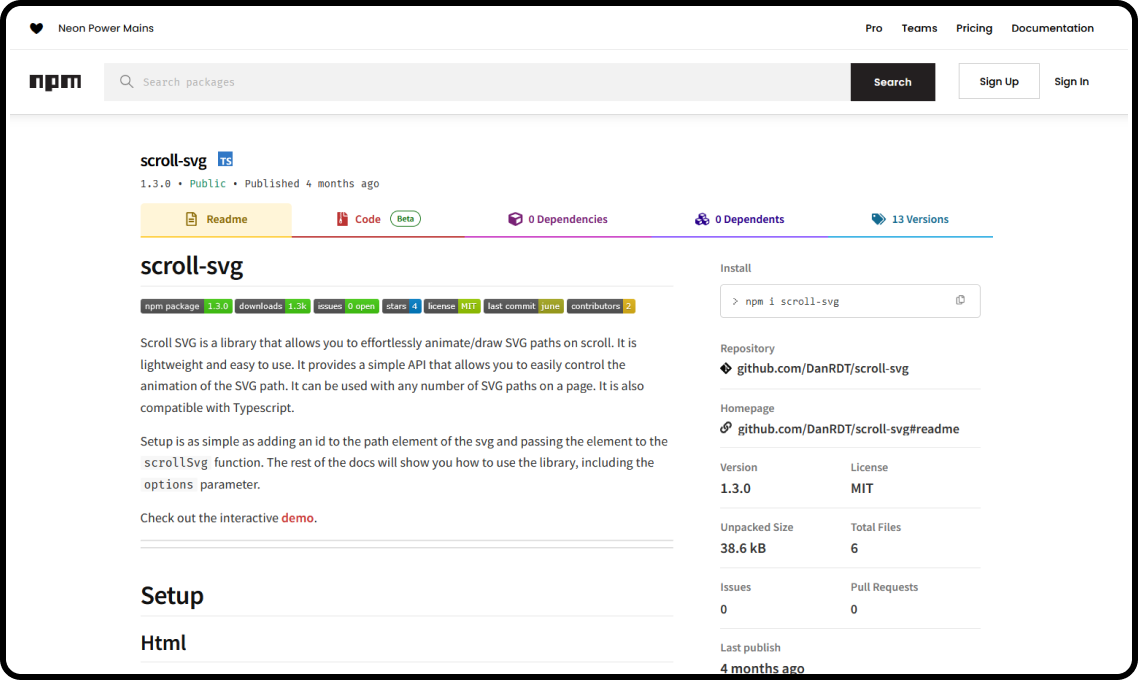 Neon Power Mains
Pro Teams Pricing Documentation
npm Search packages Search Sign Up Sign In
scroll-svg TS
1.3.0 • Public • Published 4 months ago
Readme Code Beta 0 Dependencies 0 Dependents 13 Versions
scroll-svg
npm package 1.3.0 downloads 1.3k issues 0 open stars 4 license MIT last commit june contributors 2
Scroll SVG is a library that allows you to effortlessly animate/draw SVG paths on scroll. It is
lightweight and easy to use. It provides a simple API that allows you to easily control the
animation of the SVG path. It can be used with any number of SVG paths on a page. It is also
compatible with Typescript.
Setup is as simple as adding an id to the path element of the svg and passing the element to the
scrollSvg function. The rest of the docs will show you how to use the library, including the
options parameter.
Check out the interactive demo.
Setup
Html
Install
> npm i scroll-svg
Repository
github.com/DanRDT/scroll-svg
Homepage
github.com/DanRDT/scroll-svg#readme
Version License
1.3.0 MIT
Unpacked Size Total Files
38.6 kB 6
Issues Pull Requests
0 0
Last publish
4 months ago